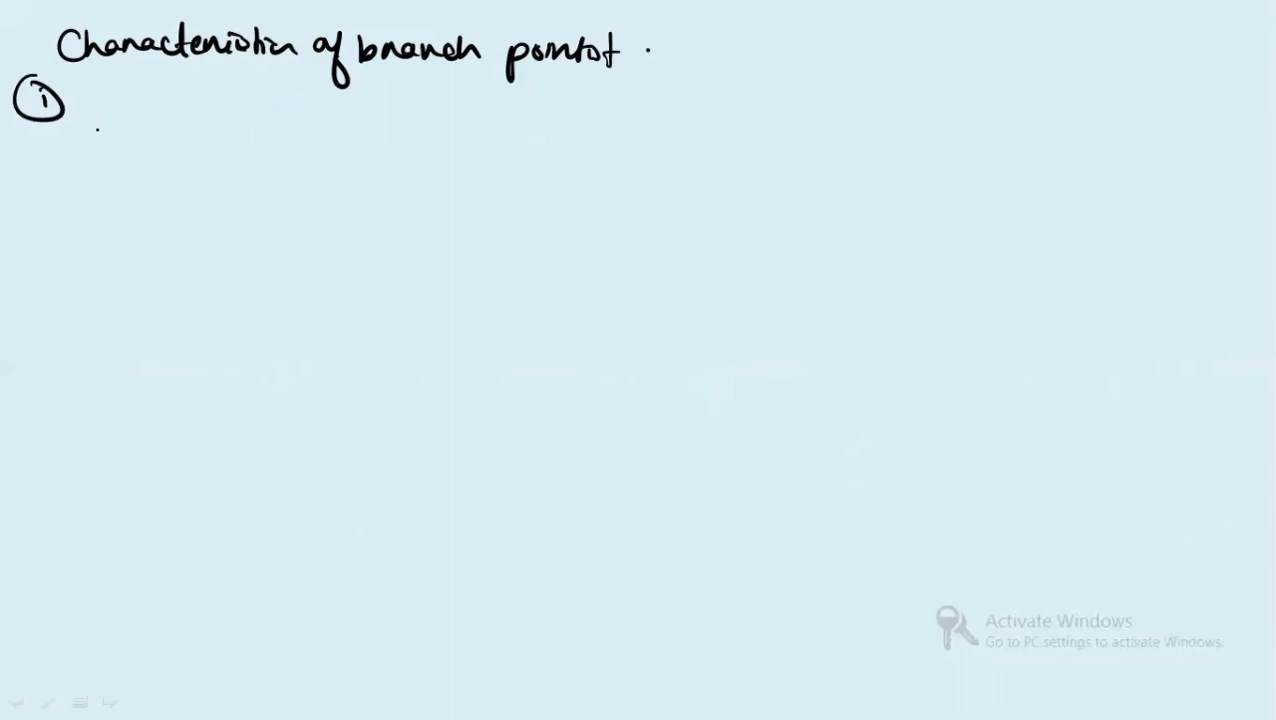 Characteristics of branch point
①
Activate Windows
Go to PC settings to activate Windows.